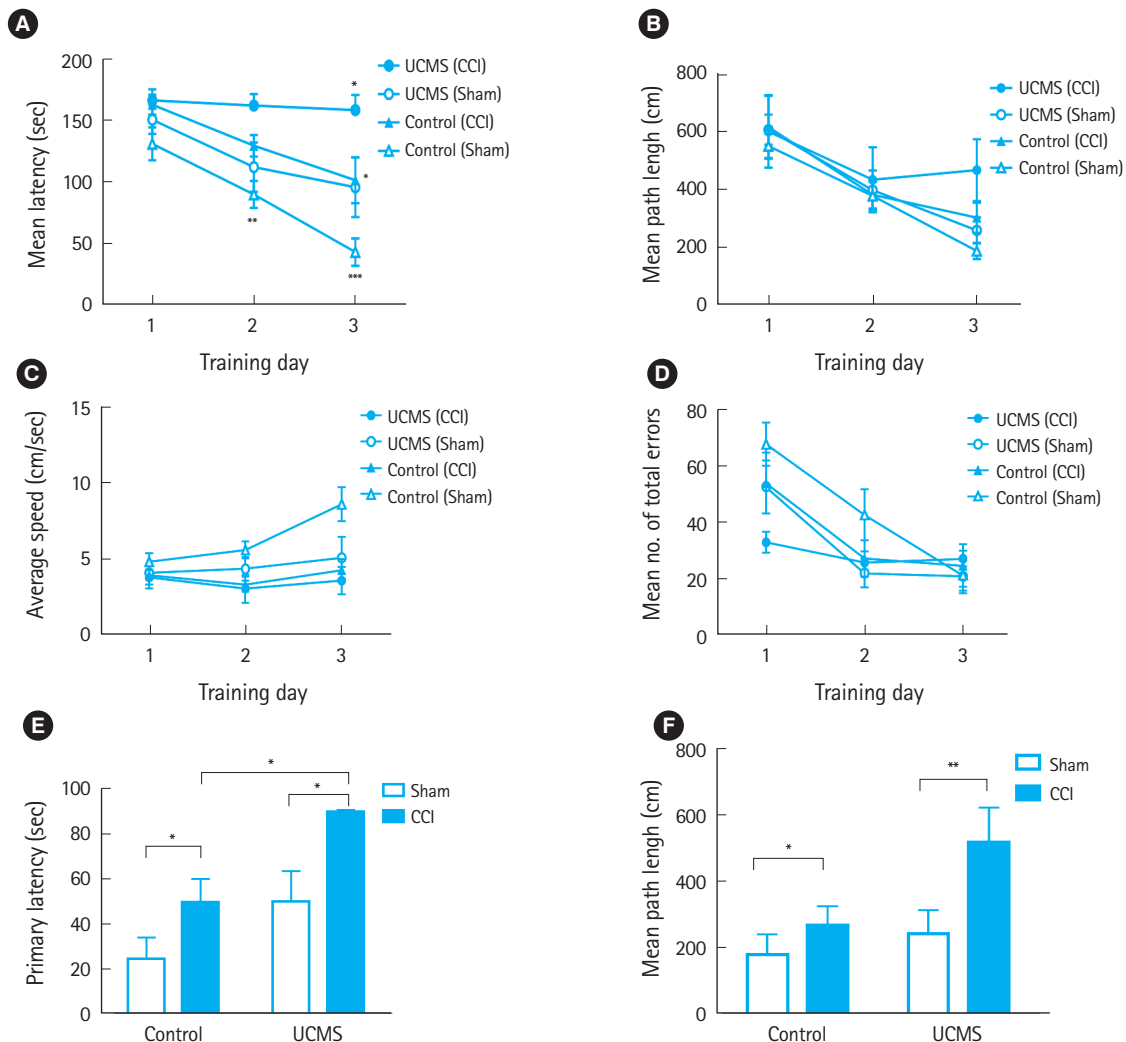 A
Mean latency (sec)
200
150
100
50
0
1 2 3
Training day
*
*
**
***
UCMS (CCI)
UCMS (Sham)
Control (CCI)
Control (Sham)
B
Mean path lengh (cm)
800
600
400
200
0
1 2 3
Training day
UCMS (CCI)
UCMS (Sham)
Control (CCI)
Control (Sham)
C
Average speed (cm/sec)
15
10
5
0
1 2 3
Training day
UCMS (CCI)
UCMS (Sham)
Control (CCI)
Control (Sham)
D
Mean no. of total errors
80
60
40
20
0
1 2 3
Training day
UCMS (CCI)
UCMS (Sham)
Control (CCI)
Control (Sham)
E
Primary latency (sec)
100
80
60
40
20
0
Control UCMS
*
*
*
Sham
CCI
F
Mean path lengh (cm)
800
600
400
200
0
Control UCMS
*
**
Sham
CCI